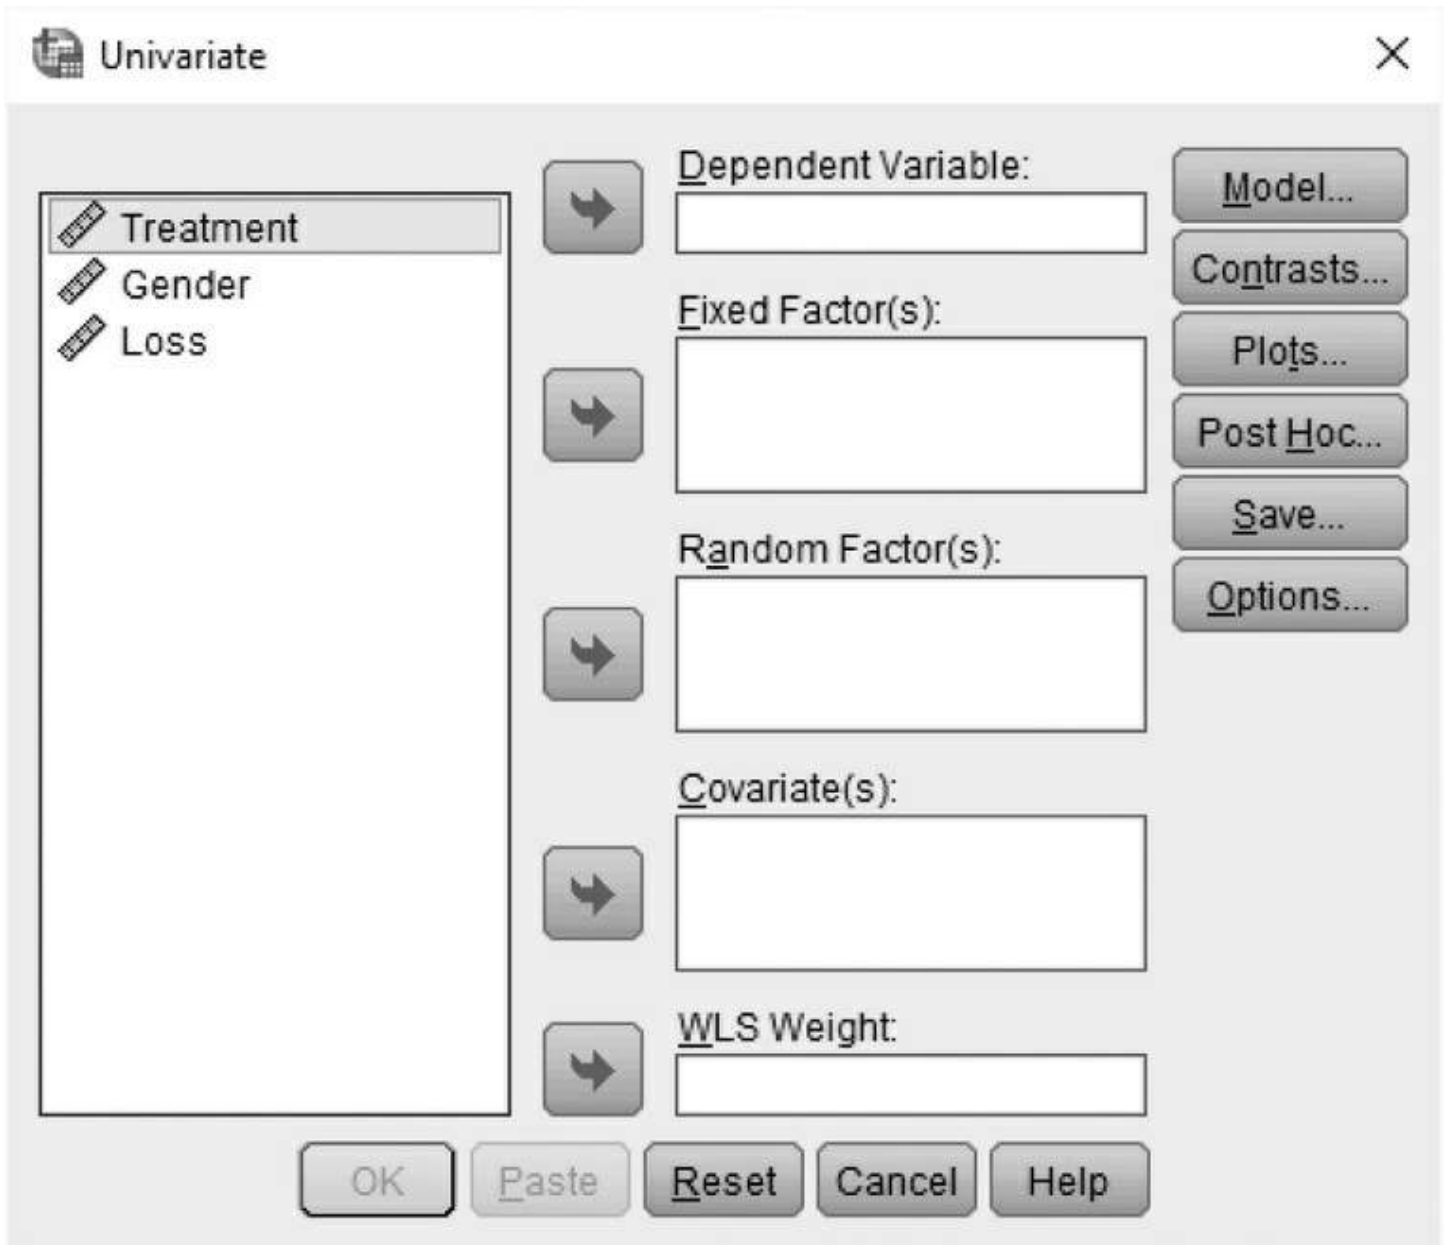 Univariate
Treatment
Gender
Loss
Dependent Variable:
Fixed Factor(s):
Random Factor(s):
Covariate(s):
WLS Weight:
Model...
Contrasts...
Plots...
Post Hoc...
Save...
Options...
OK
Paste
Reset
Cancel
Help